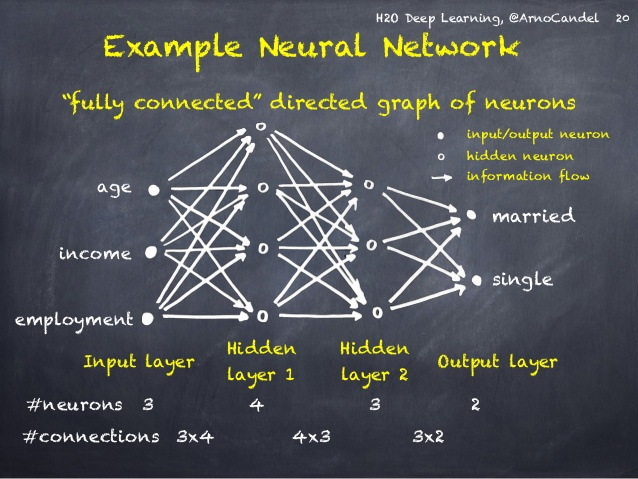 H2O Deep Learning, @ArnoCandel 20
Example Neural Network
“fully connected” directed graph of neurons
input/output neuron
hidden neuron
information flow
age
married
income
single
employment
Input layer
Hidden
layer 1
Hidden
layer 2
Output layer
#neurons 3 4 3 2
#connections 3x4 4x3 3x2